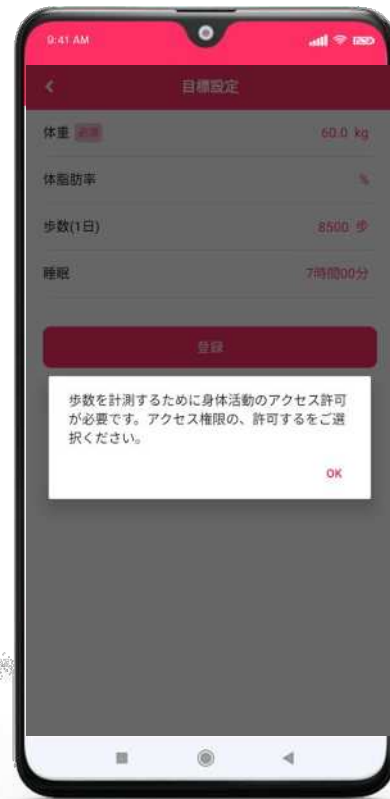 9:41 AM
目標設定
体重 必須 60.0 kg
体脂肪率 %
歩数(1日) 8500 歩
睡眠 7時間00分
登録
歩数を計測するために身体活動のアクセス許可
が必要です。アクセス権限の、許可するをご選
択ください。
OK